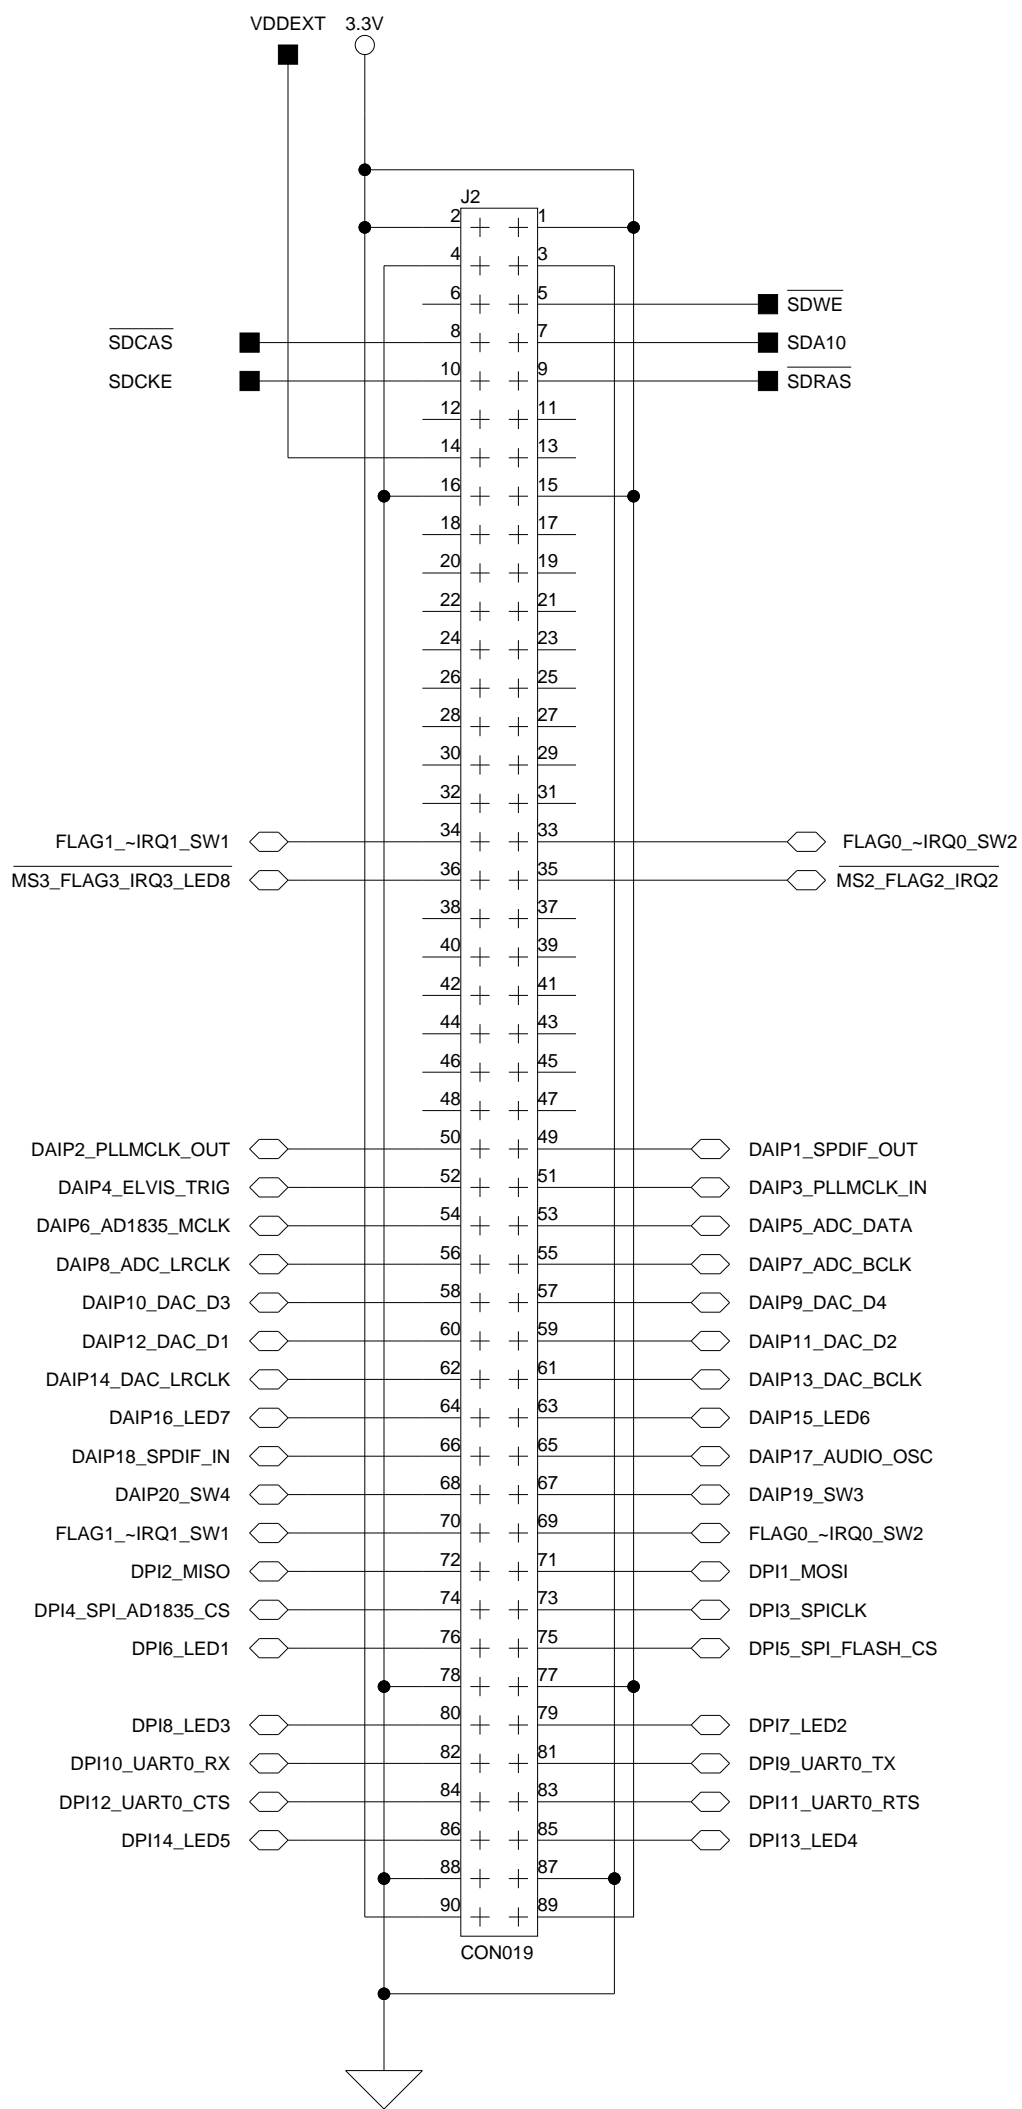 VDDEXT 3.3V
J2
2 1
4 3
6 5 SDWE
SDCAS 8 7 SDA10
SDCKE 10 9 SDRAS
12 11
14 13
16 15
18 17
20 19
22 21
24 23
26 25
28 27
30 29
32 31
FLAG1_~IRQ1_SW1 34 33 FLAG0_~IRQ0_SW2
MS3_FLAG3_IRQ3_LED8 36 35 MS2_FLAG2_IRQ2
38 37
40 39
42 41
44 43
46 45
48 47
DAIP2_PLLMCLK_OUT 50 49 DAIP1_SPDIF_OUT
DAIP4_ELVIS_TRIG 52 51 DAIP3_PLLMCLK_IN
DAIP6_AD1835_MCLK 54 53 DAIP5_ADC_DATA
DAIP8_ADC_LRCLK 56 55 DAIP7_ADC_BCLK
DAIP10_DAC_D3 58 57 DAIP9_DAC_D4
DAIP12_DAC_D1 60 59 DAIP11_DAC_D2
DAIP14_DAC_LRCLK 62 61 DAIP13_DAC_BCLK
DAIP16_LED7 64 63 DAIP15_LED6
DAIP18_SPDIF_IN 66 65 DAIP17_AUDIO_OSC
DAIP20_SW4 68 67 DAIP19_SW3
FLAG1_~IRQ1_SW1 70 69 FLAG0_~IRQ0_SW2
DPI2_MISO 72 71 DPI1_MOSI
DPI4_SPI_AD1835_CS 74 73 DPI3_SPICLK
DPI6_LED1 76 75 DPI5_SPI_FLASH_CS
78 77
DPI8_LED3 80 79 DPI7_LED2
DPI10_UART0_RX 82 81 DPI9_UART0_TX
DPI12_UART0_CTS 84 83 DPI11_UART0_RTS
DPI14_LED5 86 85 DPI13_LED4
88 87
90 89
CON019